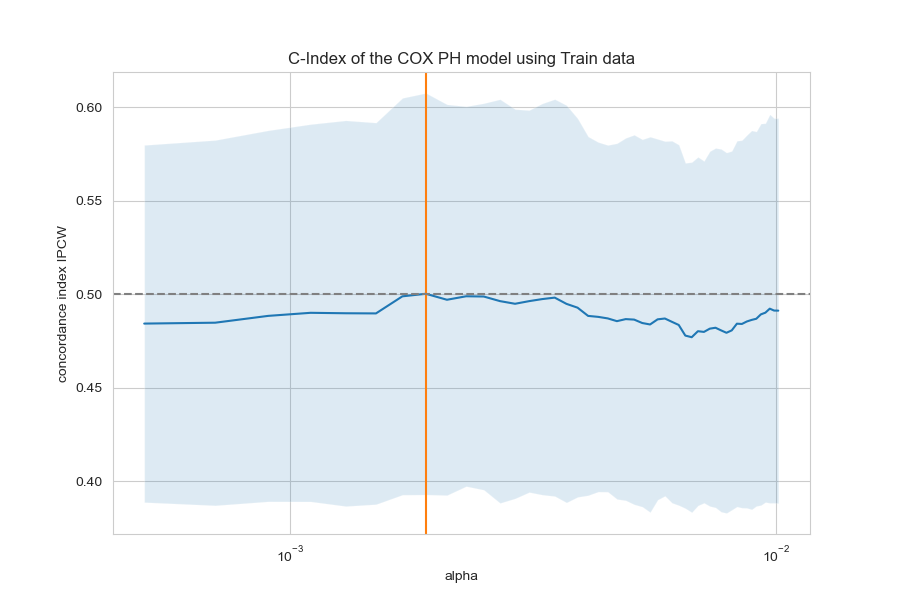 C-Index of the COX PH model using Train data
concordance index IPCW
0.60
0.55
0.50
0.45
0.40
10⁻³
10⁻²
alpha